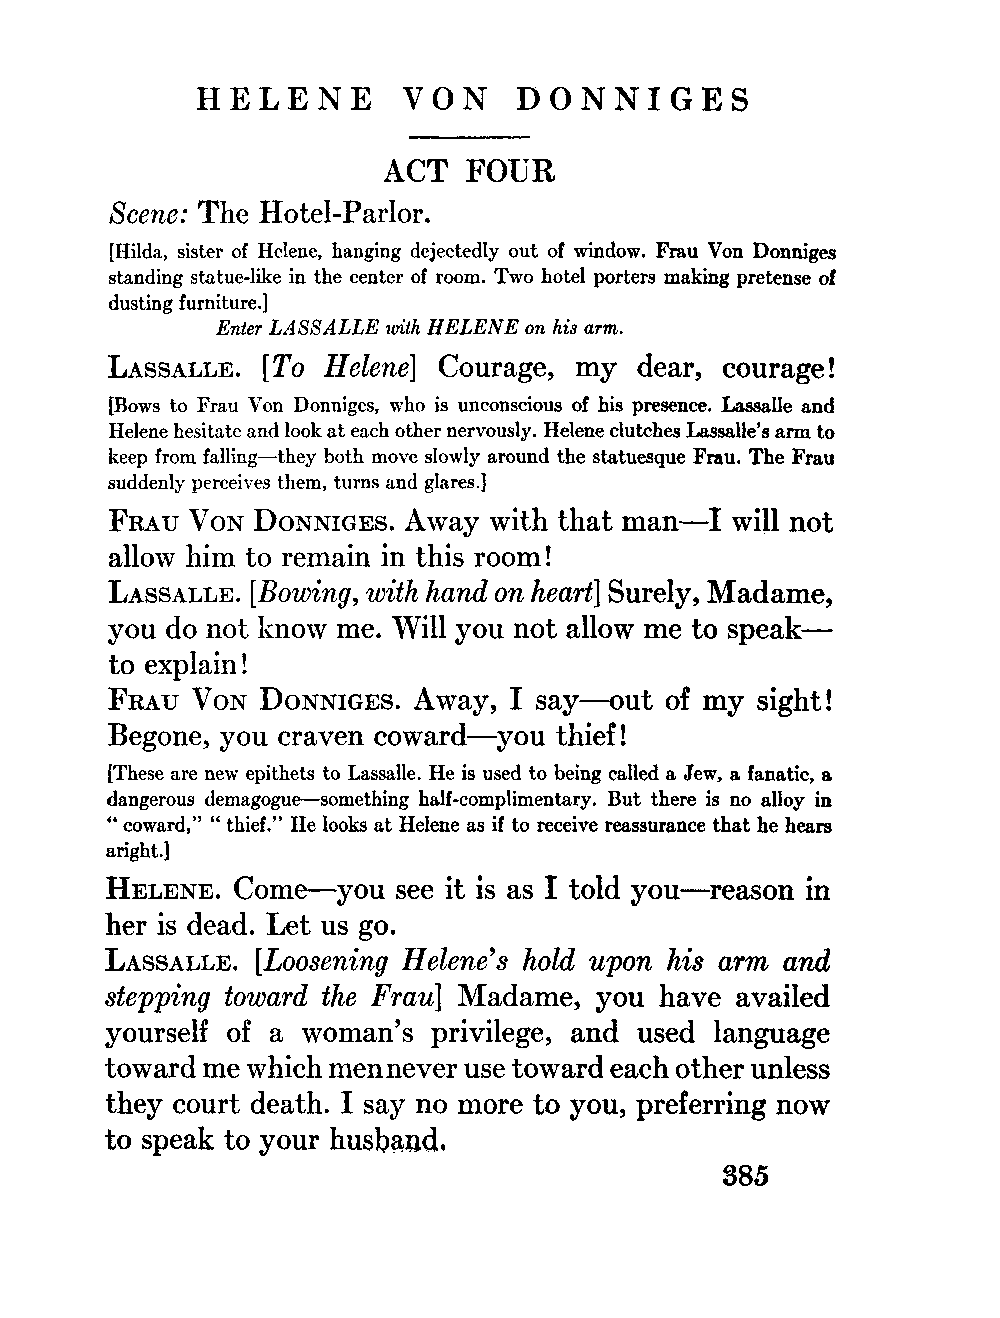 HELENE VON DONNIGES
ACT FOUR
Scene: The Hotel-Parlor.
[Hilda, sister of Helene, hanging dejectedly out of window. Frau Von Donniges
standing statue-like in the center of room. Two hotel porters making pretense of
dusting furniture.]
Enter LASSALLE with HELENE on his arm.
LASSALLE. [To Helene] Courage, my dear, courage!
[Bows to Frau Von Donniges, who is unconscious of his presence. Lassalle and
Helene hesitate and look at each other nervously. Helene clutches Lassalle's arm to
keep from falling—they both move slowly around the statuesque Frau. The Frau
suddenly perceives them, turns and glares.]
FRAU VON DONNIGES. Away with that man—I will not
allow him to remain in this room!
LASSALLE. [Bowing, with hand on heart] Surely, Madame,
you do not know me. Will you not allow me to speak—
to explain!
FRAU VON DONNIGES. Away, I say—out of my sight!
Begone, you craven coward—you thief!
[These are new epithets to Lassalle. He is used to being called a Jew, a fanatic, a
dangerous demagogue—something half-complimentary. But there is no alloy in
" coward," " thief." He looks at Helene as if to receive reassurance that he hears
aright.]
HELENE. Come—you see it is as I told you—reason in
her is dead. Let us go.
LASSALLE. [Loosening Helene's hold upon his arm and
stepping toward the Frau] Madame, you have availed
yourself of a woman's privilege, and used language
toward me which men never use toward each other unless
they court death. I say no more to you, preferring now
to speak to your husband.
385